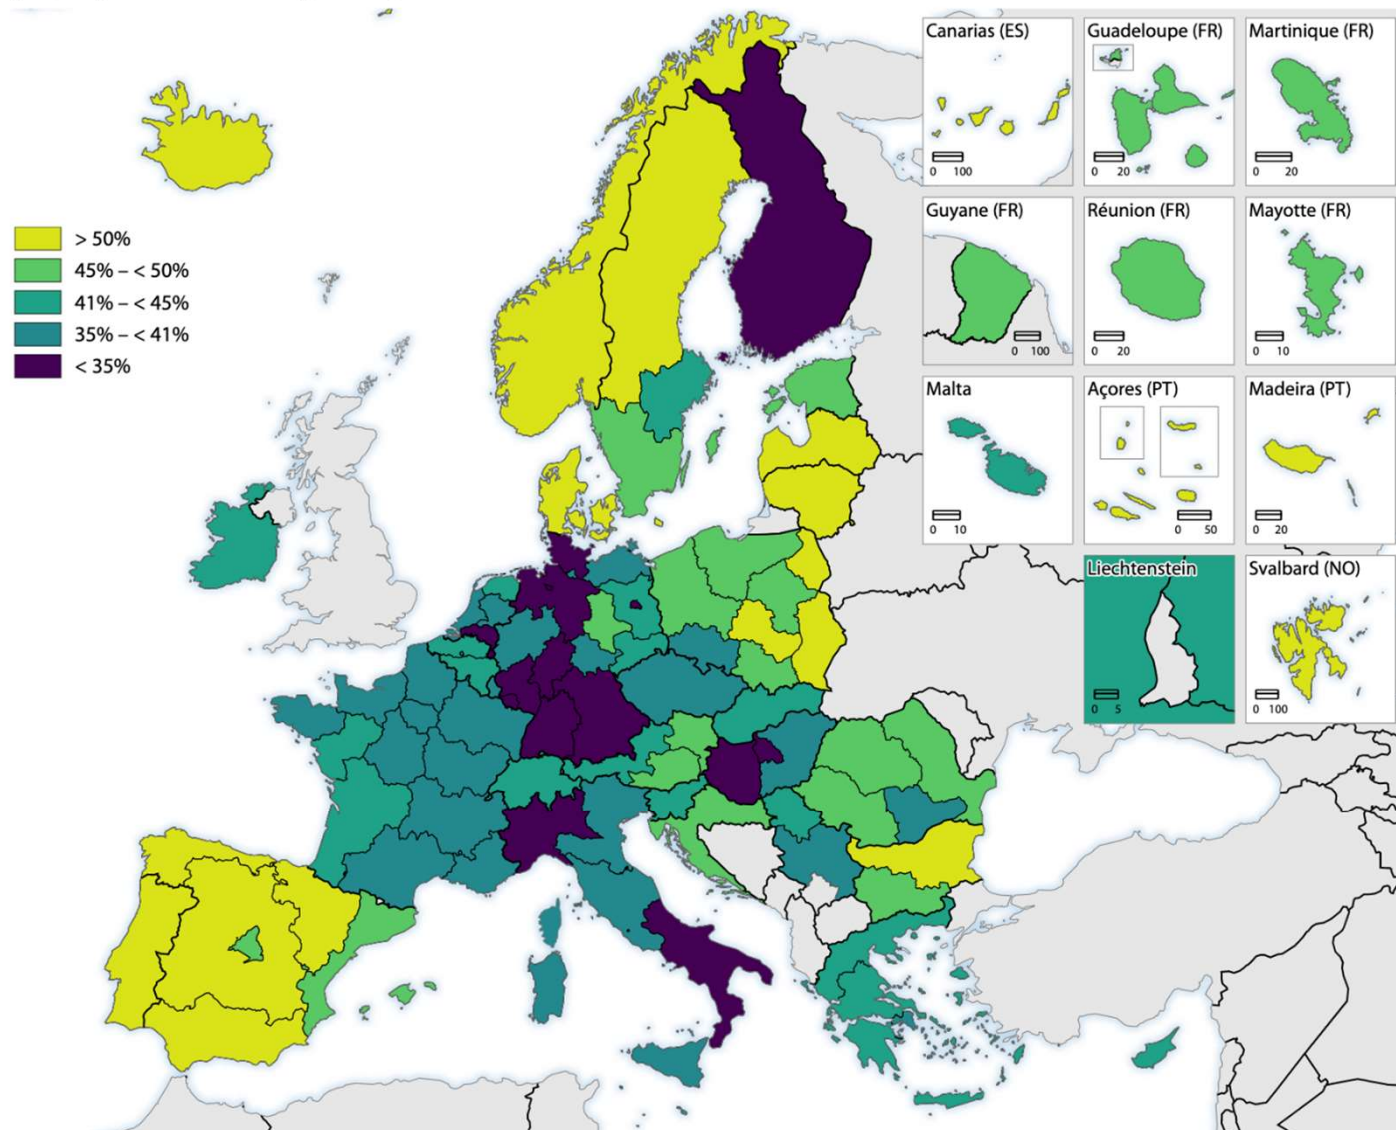 Canarias (ES)
0 100
Guadeloupe (FR)
0 20
Martinique (FR)
0 20
> 50%
45% – < 50%
41% – < 45%
35% – < 41%
< 35%
Guyane (FR)
0 100
Réunion (FR)
0 20
Mayotte (FR)
0 10
Malta
0 10
Açores (PT)
0 50
Madeira (PT)
0 20
Liechtenstein
0 5
Svalbard (NO)
0 100